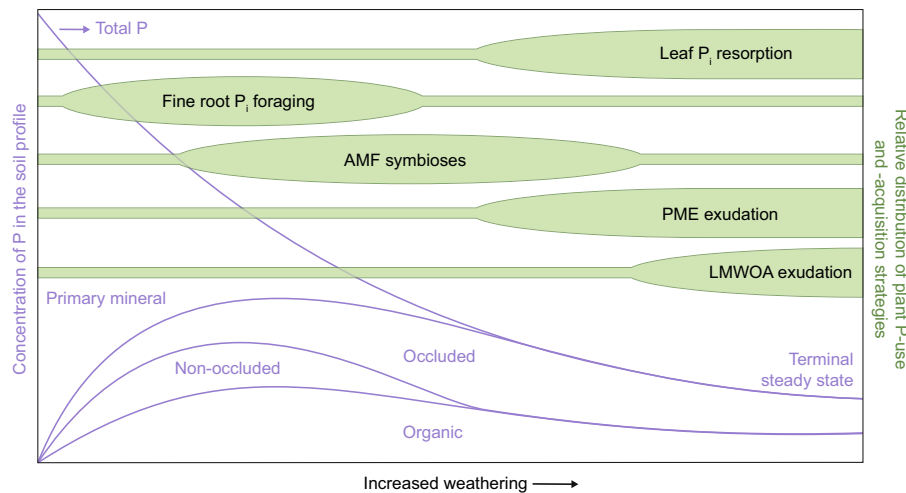 Total P
Leaf Pi resorption
Fine root Pi foraging
AMF symbioses
PME exudation
LMWOA exudation
Primary mineral
Non-occluded
Occluded
Organic
Terminal
steady state
Concentration of P in the soil profile
Relative distribution of plant P-use
and -acquisition strategies
Increased weathering